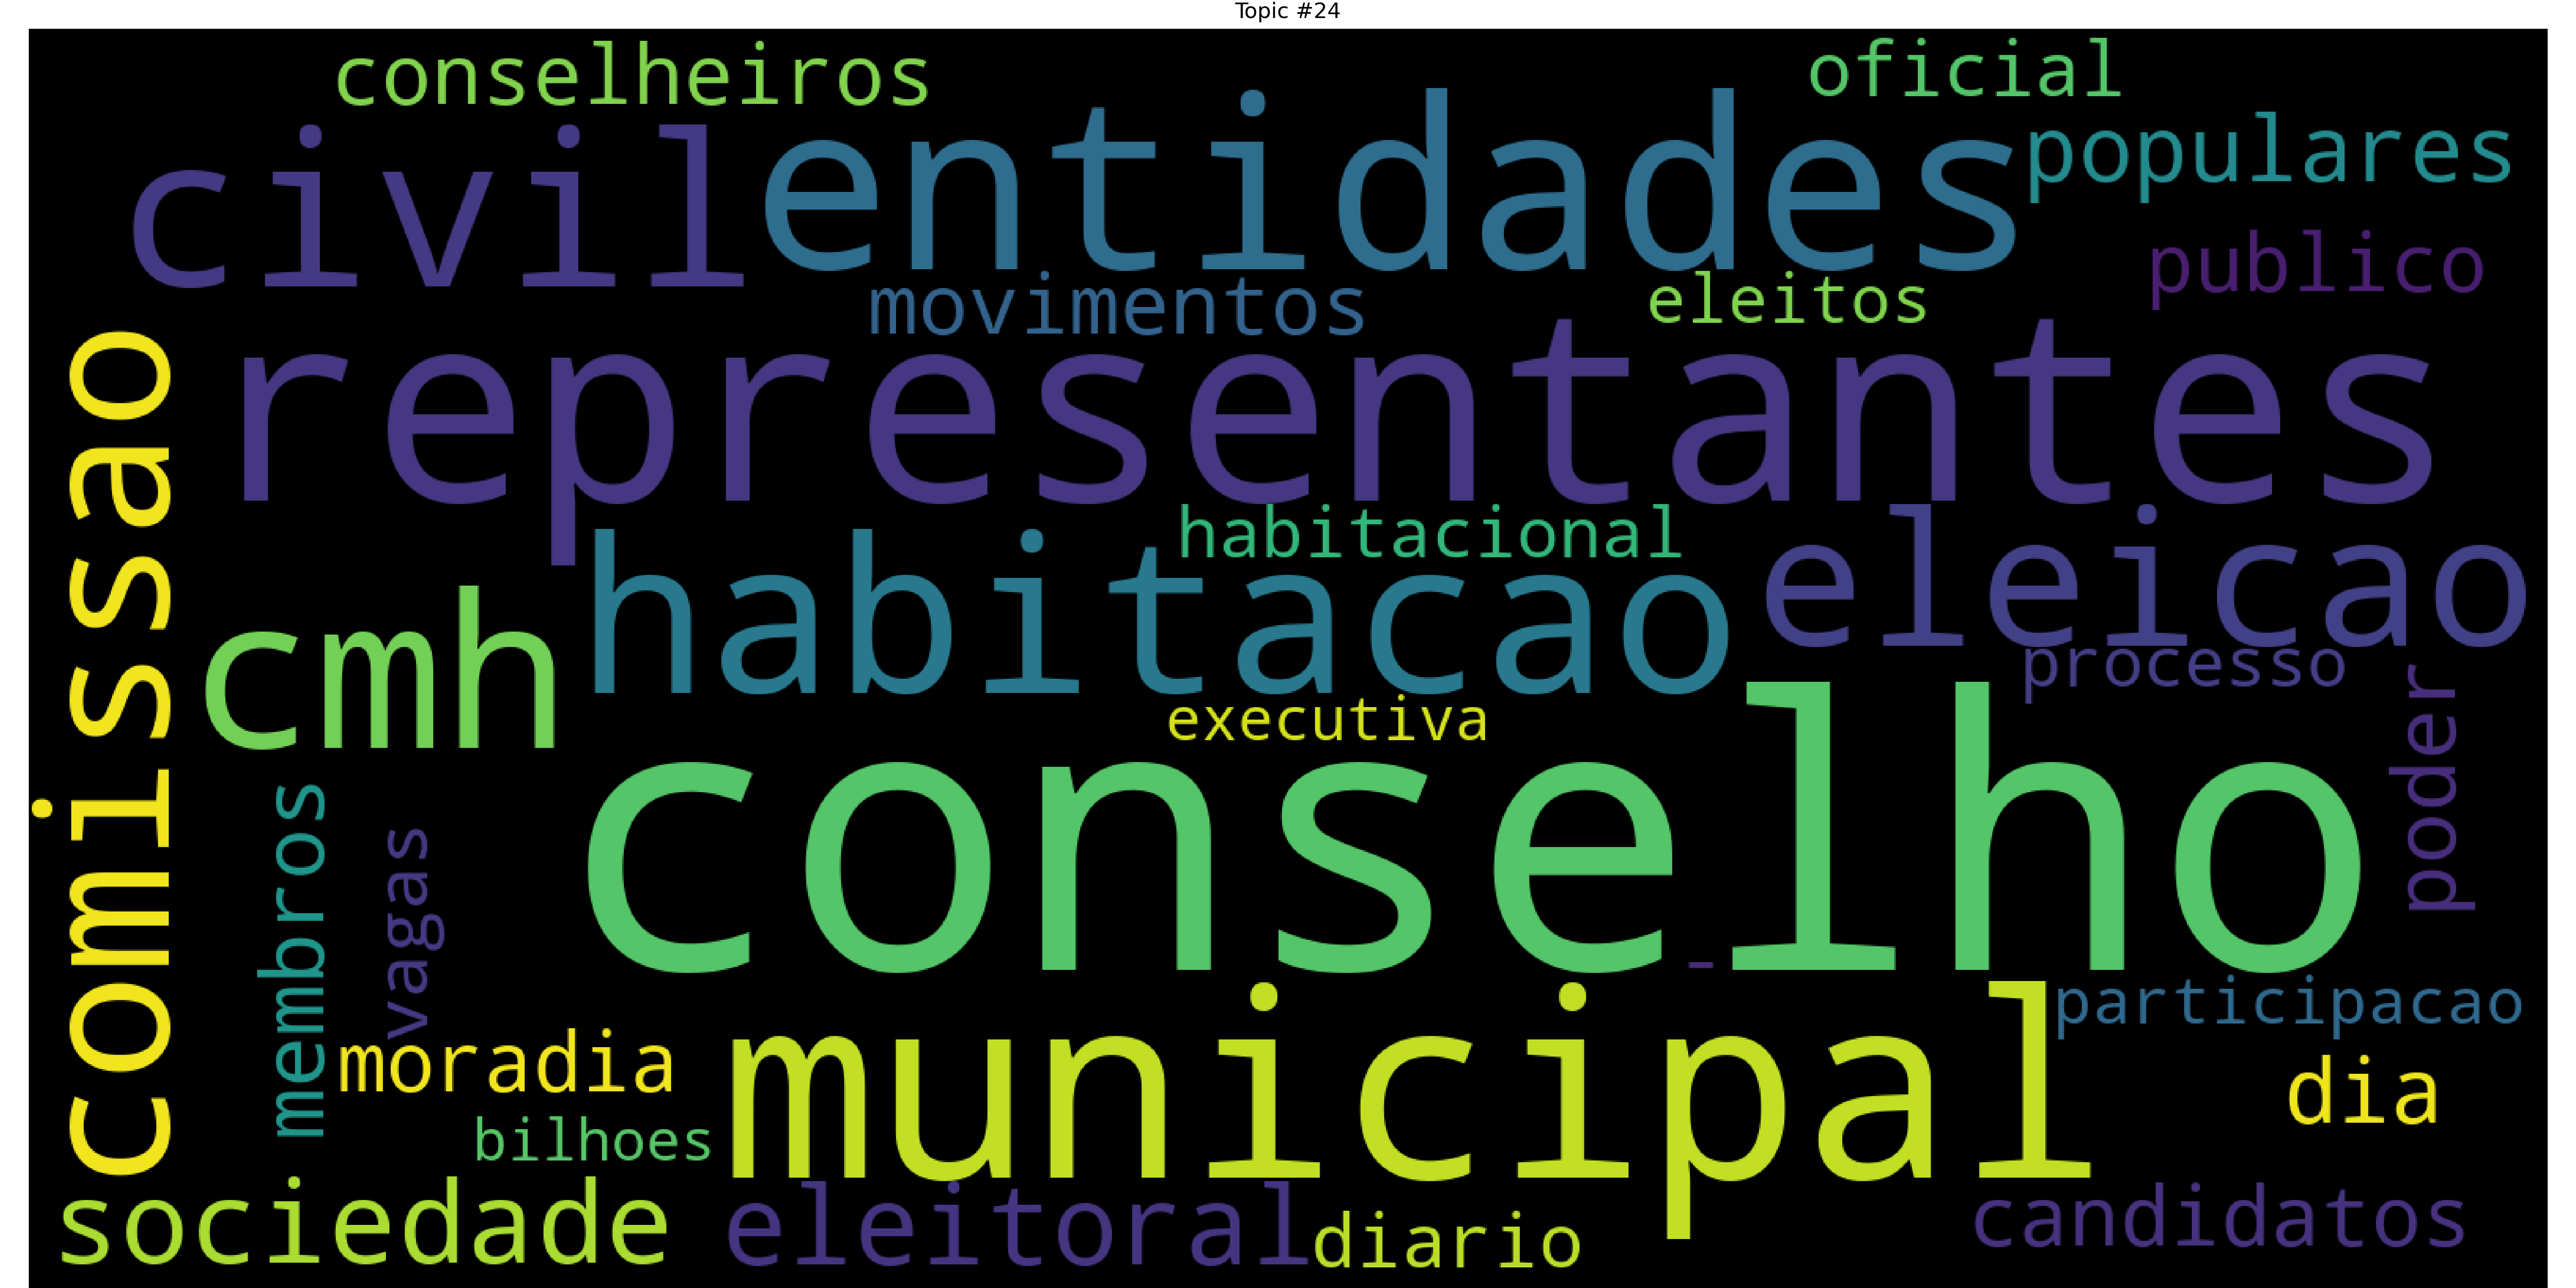 Topic #24
conselheiros
oficial
civil
entidades
populares
publico
movimentos
eleitos
representantes
comissao
habitacional
habitacao
eleicao
cmh
processo
executiva
poder
conselho
membros
vagas
-
municipal
participacao
moradia
dia
bilhoes
sociedade
eleitoral
diario
candidatos